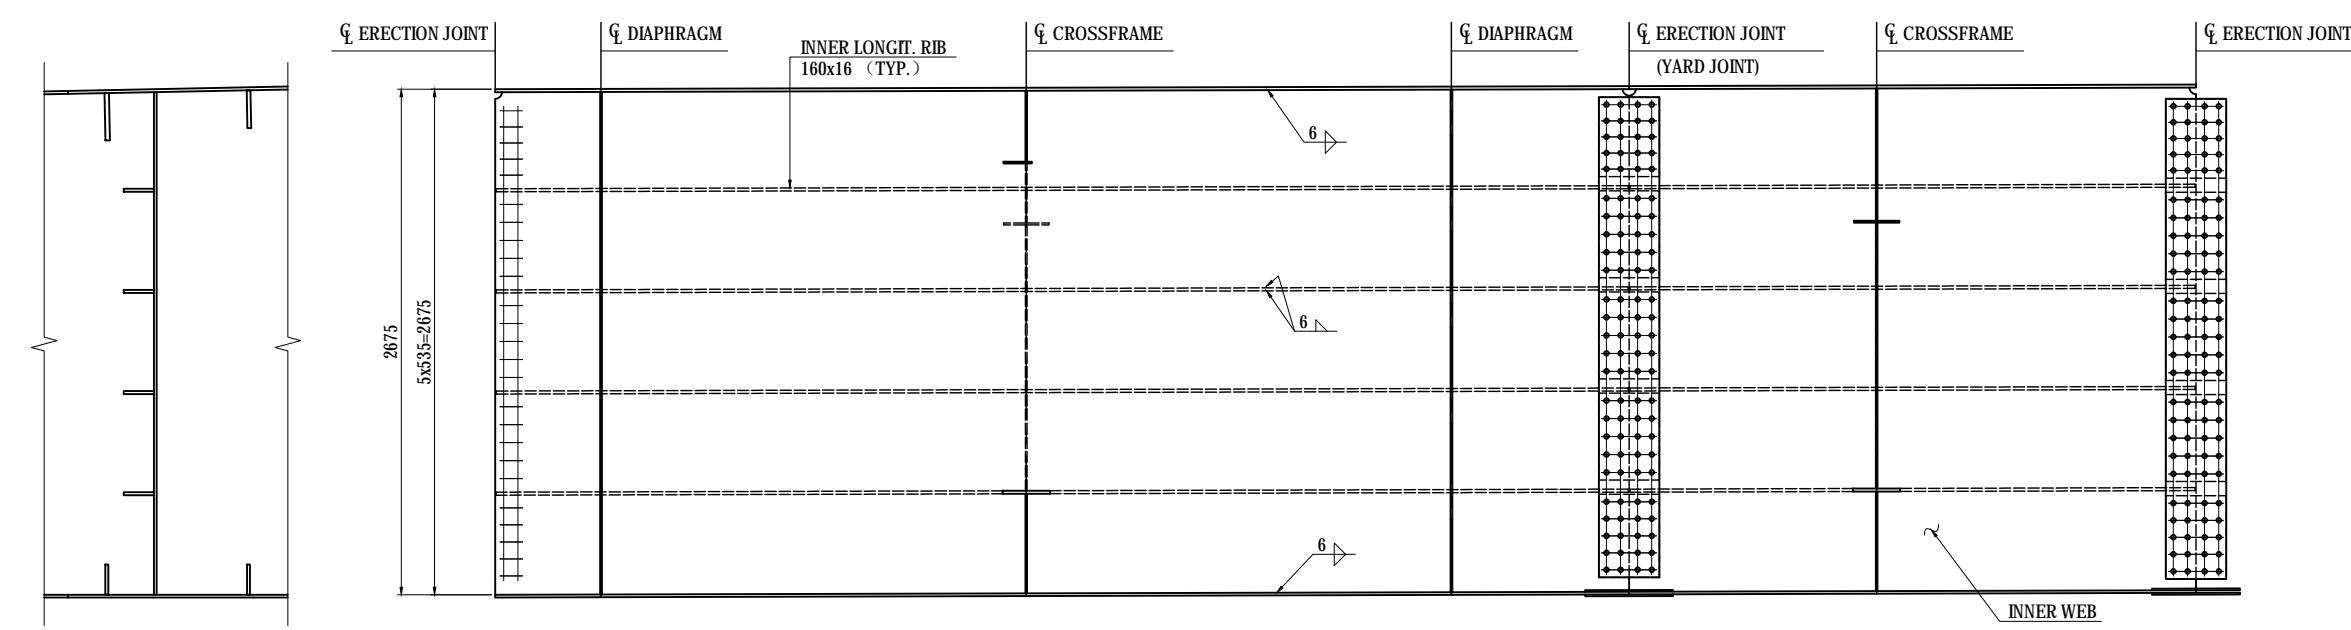 ℄ ERECTION JOINT
℄ DIAPHRAGM
INNER LONGIT. RIB
160x16 （TYP.）
℄ CROSSFRAME
℄ DIAPHRAGM
℄ ERECTION JOINT
(YARD JOINT)
℄ CROSSFRAME
℄ ERECTION JOINT
6
2675
5x535=2675
6
6
INNER WEB